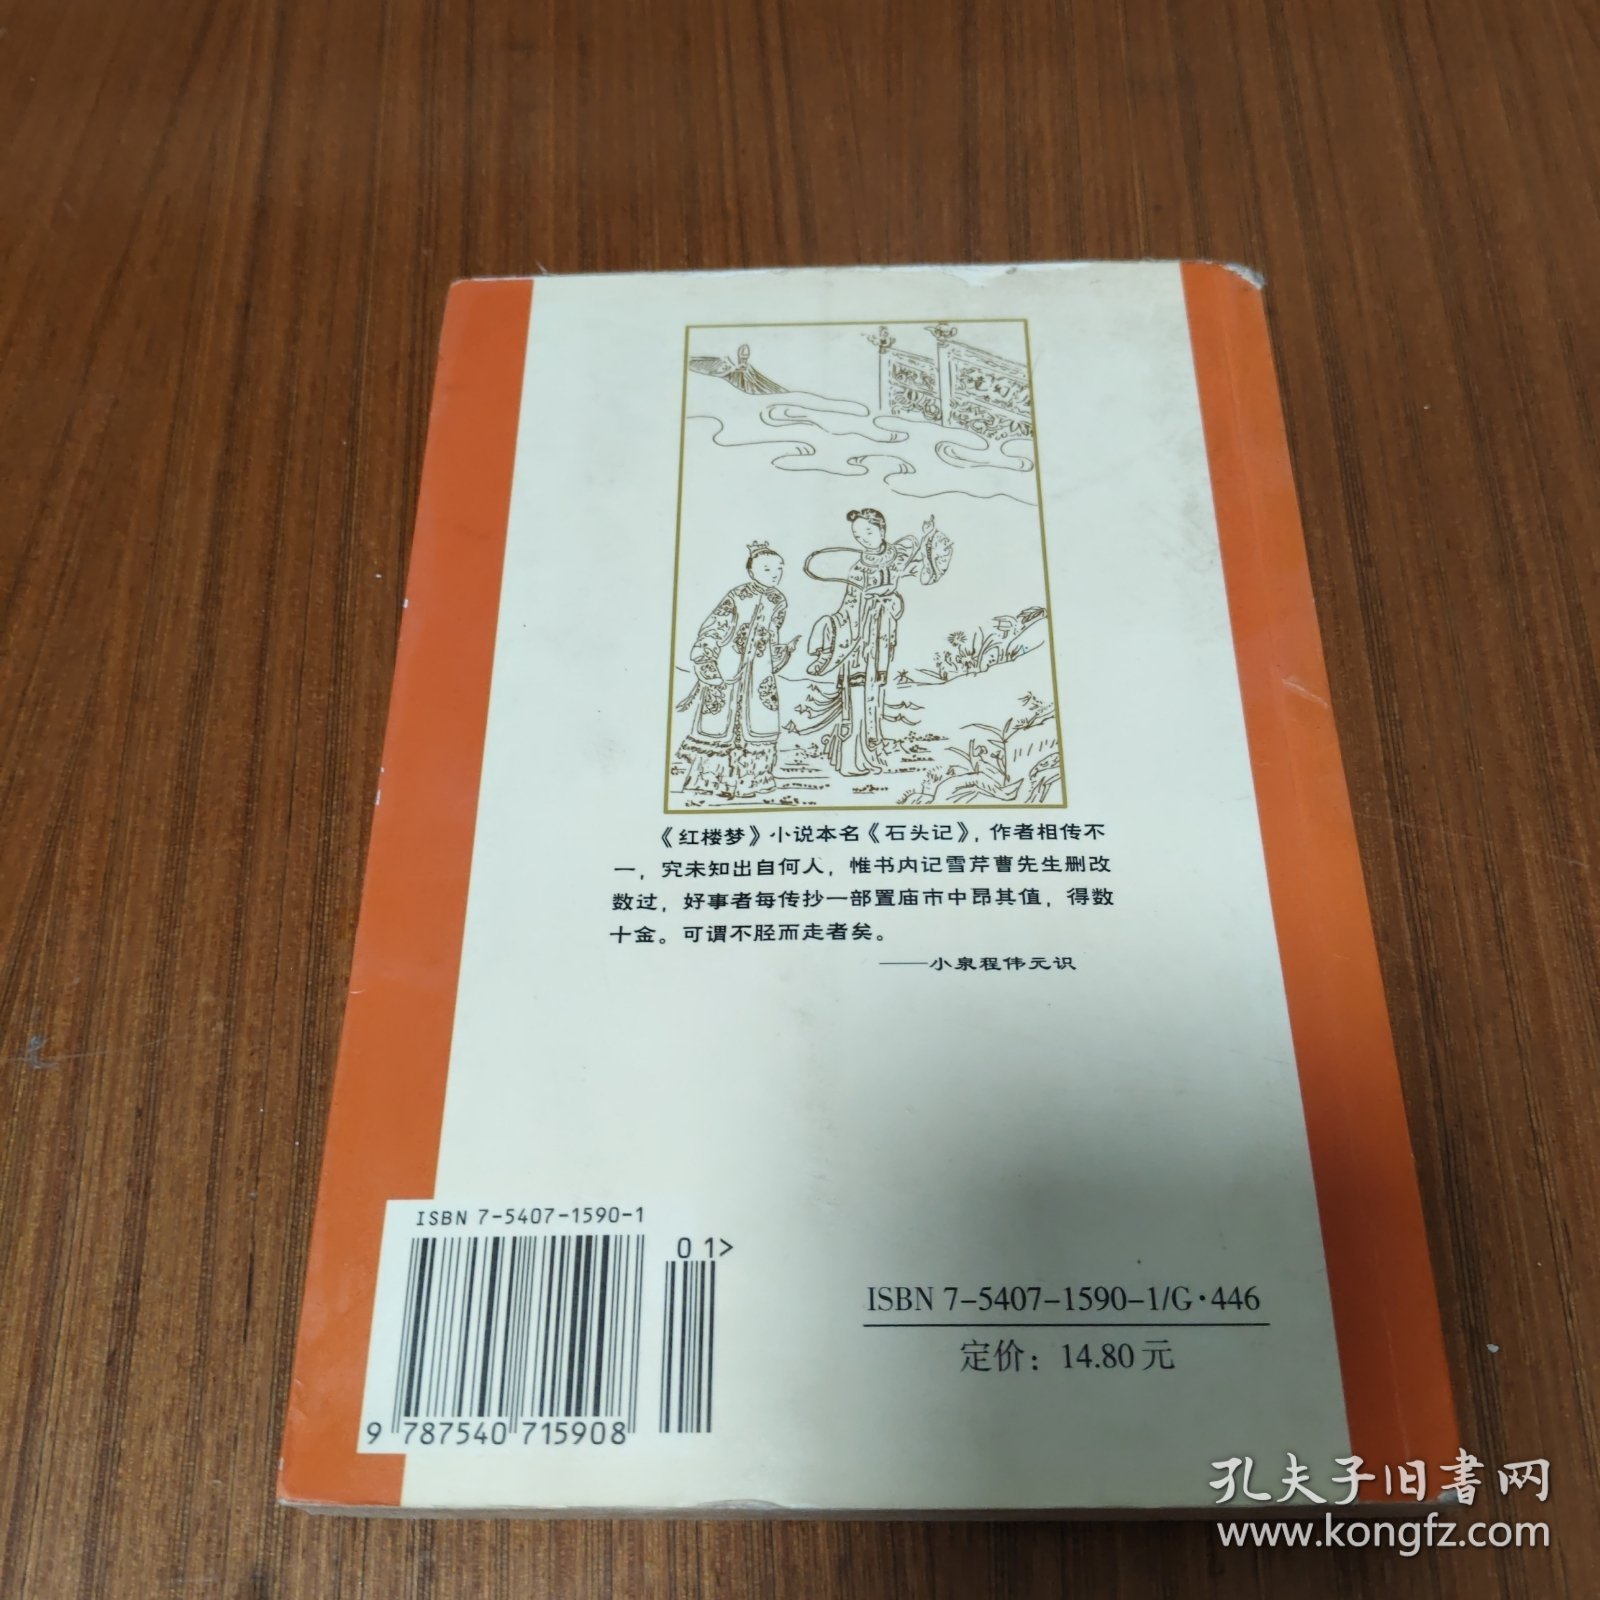 《红楼梦》小说本名《石头记》，作者相传不
一，究未知出自何人，惟书内记雪芹曹先生删改
数过，好事者每传抄一部置庙市中昂其值，得数
十金。可谓不胫而走者矣。
——小泉程伟元识
ISBN 7-5407-1590-1
01>
9 787540 715908
ISBN 7-5407-1590-1/G·446
定价：14.80元
孔夫子旧书网
www.kongfz.com